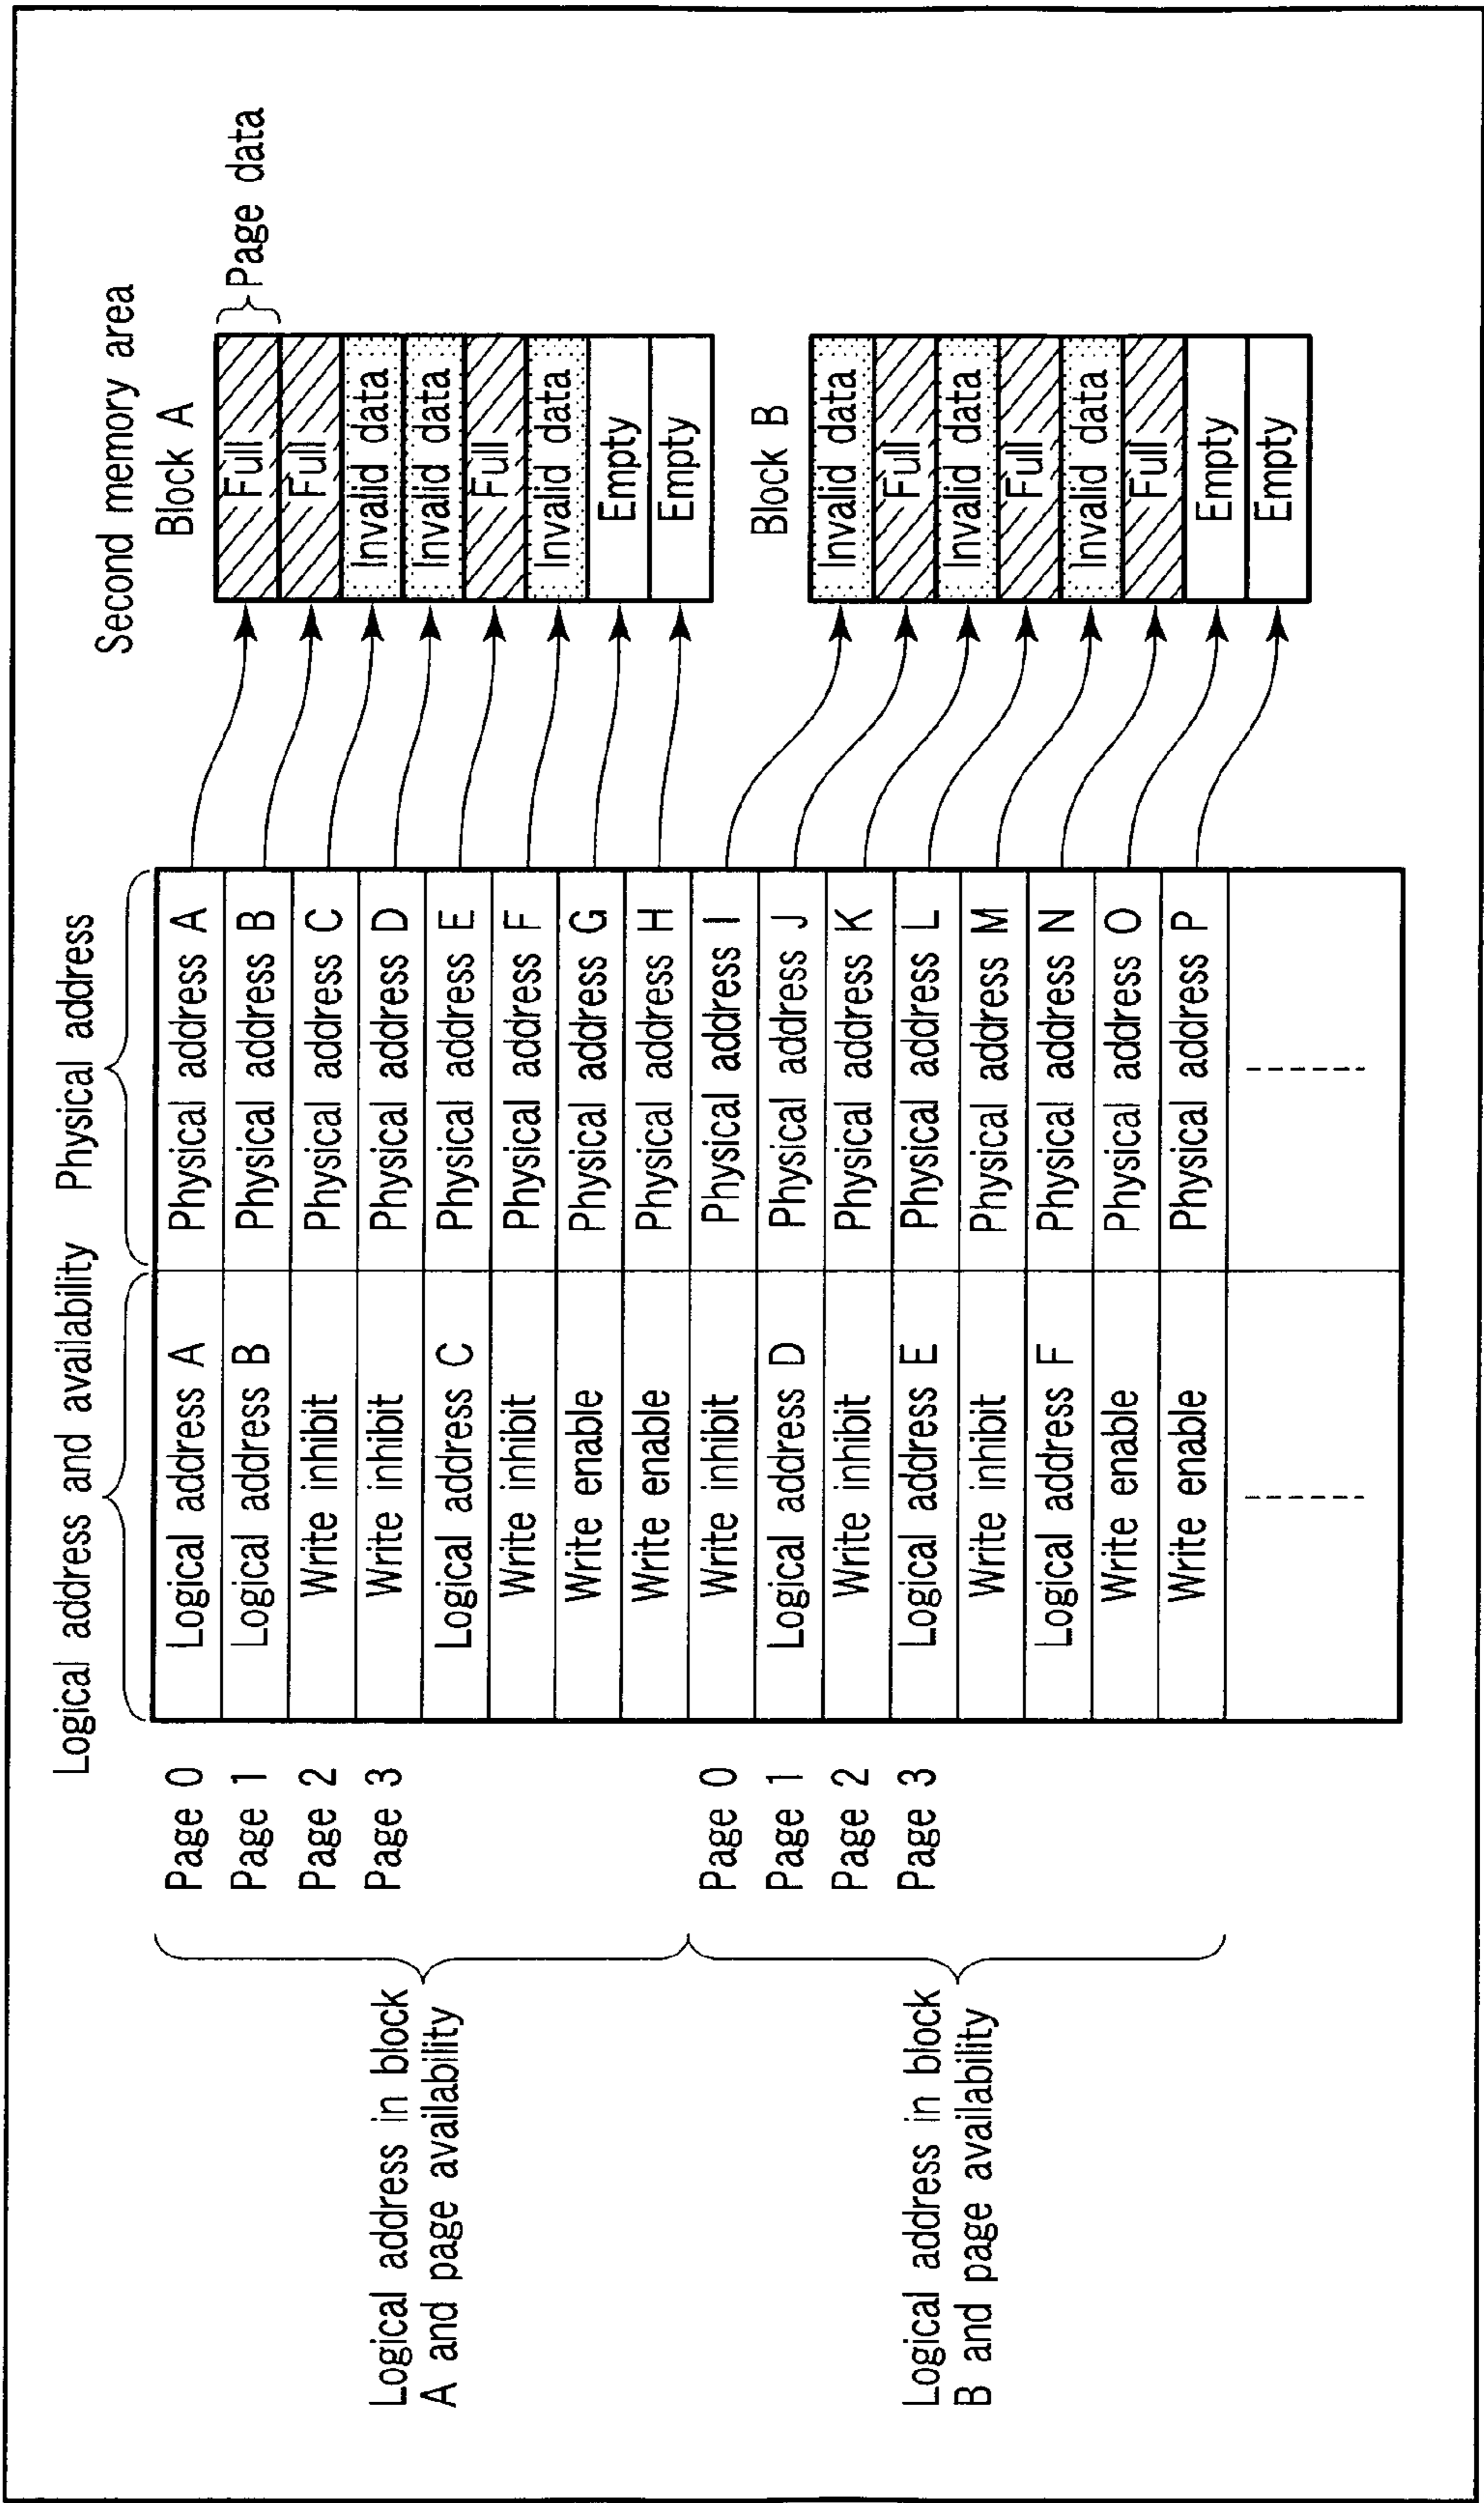 Logical address and availability Physical address
Second memory area
Block A
Page data
Page 0 Logical address A Physical address A Full
Page 1 Logical address B Physical address B Full
Page 2 Write inhibit Physical address C Invalid data
Page 3 Write inhibit Physical address D Invalid data
Logical address C Physical address E Full
Write inhibit Physical address F Invalid data
Write enable Physical address G Empty
Write enable Physical address H Empty
Logical address in block
A and page availability
Block B
Page 0 Write inhibit Physical address I Invalid data
Page 1 Logical address D Physical address J Full
Page 2 Write inhibit Physical address K Invalid data
Page 3 Logical address E Physical address L Full
Write inhibit Physical address M Invalid data
Logical address F Physical address N Full
Write enable Physical address O Empty
Write enable Physical address P Empty
Logical address in block
B and page availability